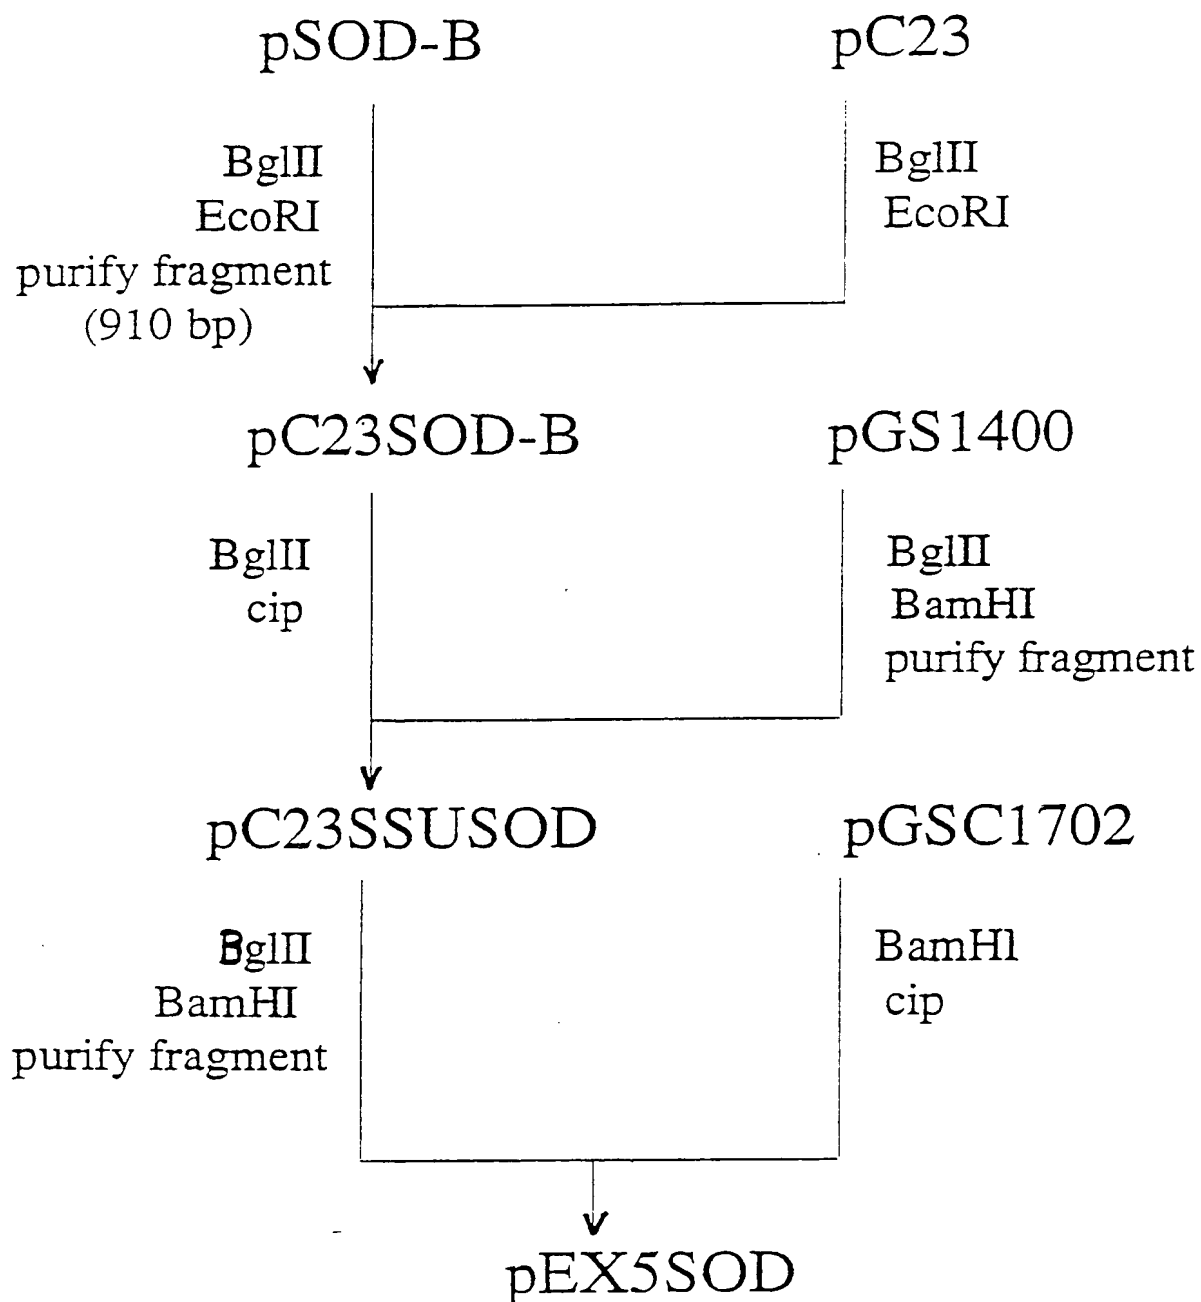 pSOD-B
pC23
BglII
EcoRI
purify fragment
(910 bp)
BglII
EcoRI
pC23SOD-B
pGS1400
BglII
cip
BglII
BamHI
purify fragment
pC23SSUSOD
pGSC1702
BglII
BamHI
purify fragment
BamHl
cip
pEX5SOD